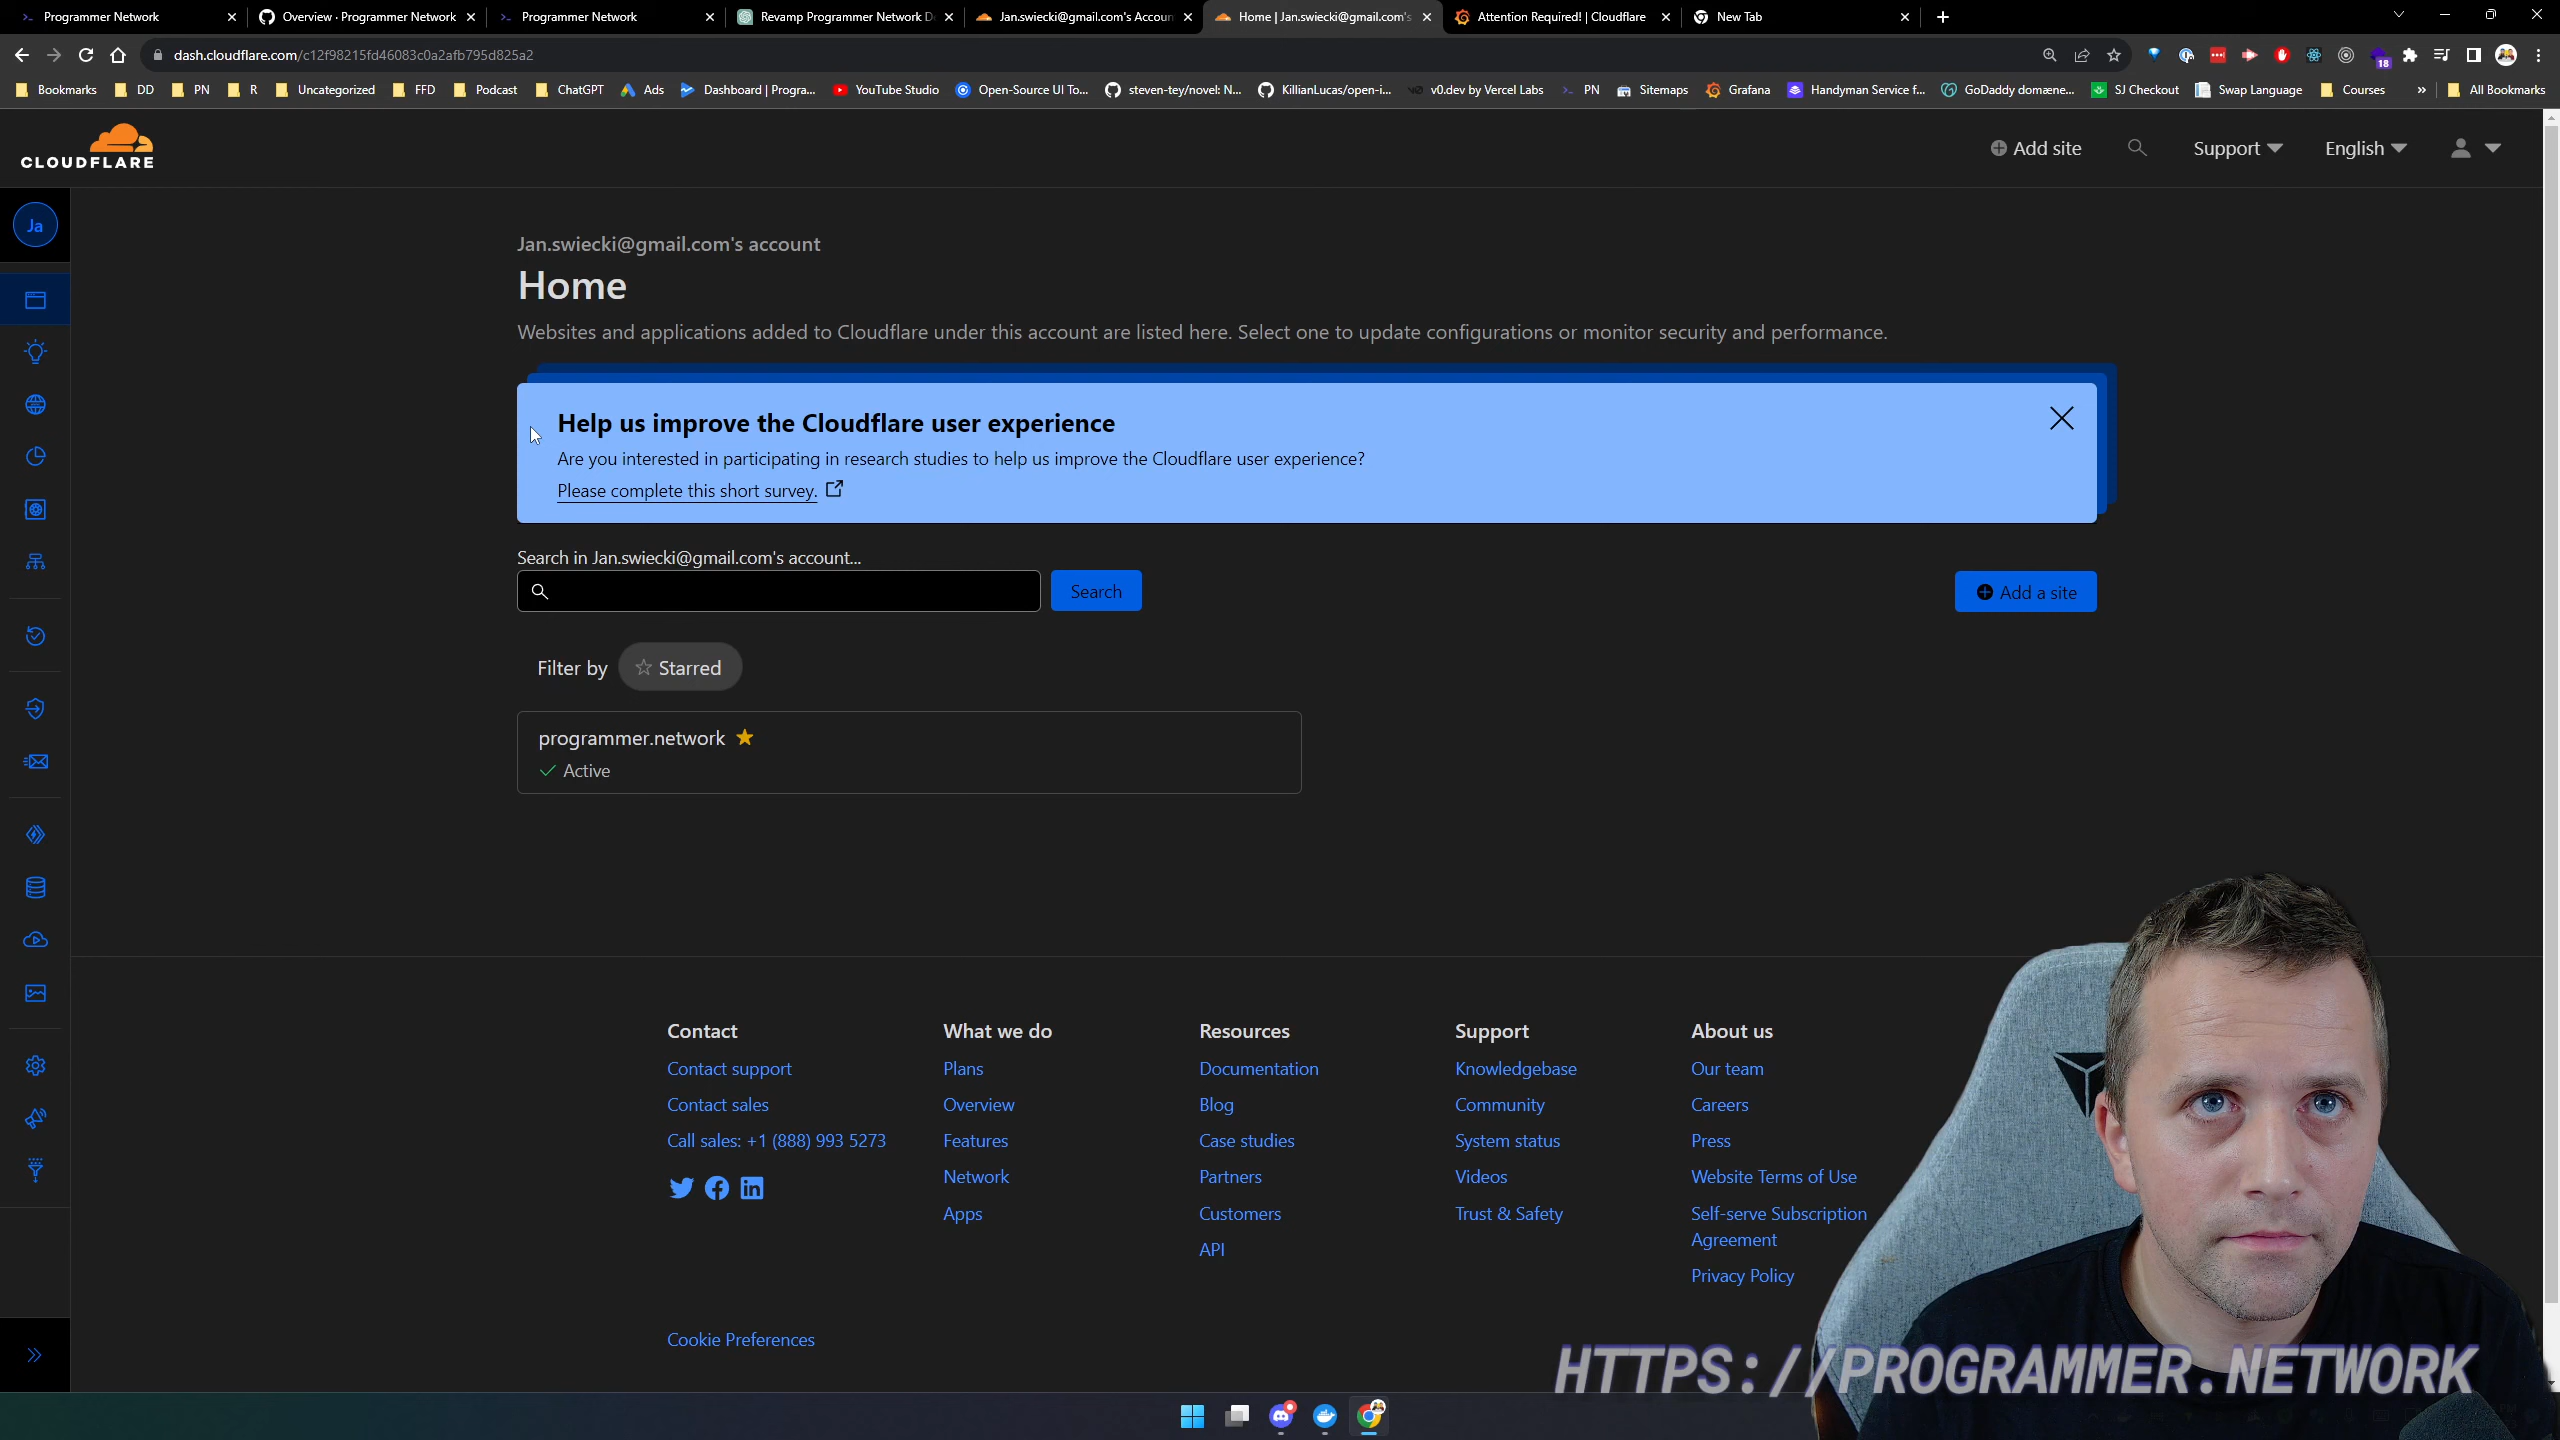 Programmer Network
Overview · Programmer Network
Programmer Network
Revamp Programmer Network D
Jan.swiecki@gmail.com's Accoun
Home | Jan.swiecki@gmail.com's
Attention Required! | Cloudflare
New Tab
dash.cloudflare.com/c12f98215fd46083c0a2afb795d825a2
18
Bookmarks
DD
PN
R
Uncategorized
FFD
Podcast
ChatGPT
Ads
Dashboard | Progra...
YouTube Studio
Open-Source UI To...
steven-tey/novel: N...
KillianLucas/open-i...
v0.dev by Vercel Labs
PN
Sitemaps
Grafana
Handyman Service f...
GoDaddy domæne...
SJ Checkout
Swap Language
Courses
»
All Bookmarks
CLOUDFLARE
Add site
Support
English
Ja
Jan.swiecki@gmail.com's account
Home
Websites and applications added to Cloudflare under this account are listed here. Select one to update configurations or monitor security and performance.
Help us improve the Cloudflare user experience
Are you interested in participating in research studies to help us improve the Cloudflare user experience?
Please complete this short survey.
Search in Jan.swiecki@gmail.com's account...
Search
Add a site
Filter by
Starred
programmer.network
Active
Contact
Contact support
Contact sales
Call sales: +1 (888) 993 5273
What we do
Plans
Overview
Features
Network
Apps
Resources
Documentation
Blog
Case studies
Partners
Customers
API
Support
Knowledgebase
Community
System status
Videos
Trust & Safety
About us
Our team
Careers
Press
Website Terms of Use
Self-serve Subscription
Agreement
Privacy Policy
Cookie Preferences
HTTPS://PROGRAMMER.NETWORK